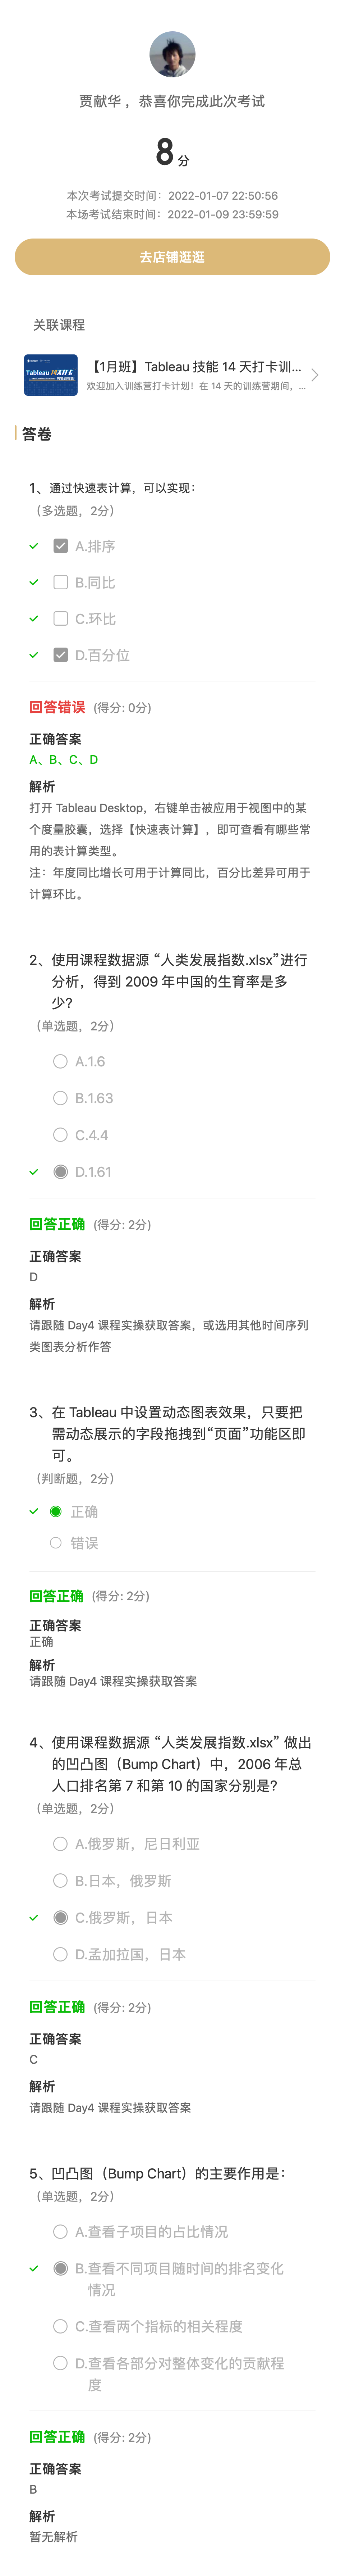 贾献华，恭喜你完成此次考试
8 分
本次考试提交时间：2022-01-07 22:50:56
本场考试结束时间：2022-01-09 23:59:59
去店铺逛逛
关联课程
Tableau 14天打卡
【1月班】Tableau 技能 14 天打卡训...
欢迎加入训练营打卡计划！在 14 天的训练营期间，...
答卷
1、通过快速表计算，可以实现：
（多选题，2分）
A.排序
B.同比
C.环比
D.百分位
回答错误 (得分: 0分)
正确答案
A、B、C、D
解析
打开 Tableau Desktop，右键单击被应用于视图中的某
个度量胶囊，选择【快速表计算】，即可查看有哪些常
用的表计算类型。
注：年度同比增长可用于计算同比，百分比差异可用于
计算环比。
2、使用课程数据源 “人类发展指数.xlsx”进行
分析，得到 2009 年中国的生育率是多
少?
（单选题，2分）
A.1.6
B.1.63
C.4.4
D.1.61
回答正确 (得分: 2分)
正确答案
D
解析
请跟随 Day4 课程实操获取答案，或选用其他时间序列
类图表分析作答
3、在 Tableau 中设置动态图表效果，只要把
需动态展示的字段拖拽到“页面”功能区即
可。
（判断题，2分）
正确
错误
回答正确 (得分: 2分)
正确答案
正确
解析
请跟随 Day4 课程实操获取答案
4、使用课程数据源 “人类发展指数.xlsx” 做出
的凹凸图（Bump Chart）中，2006 年总
人口排名第 7 和第 10 的国家分别是?
（单选题，2分）
A.俄罗斯，尼日利亚
B.日本，俄罗斯
C.俄罗斯，日本
D.孟加拉国，日本
回答正确 (得分: 2分)
正确答案
C
解析
请跟随 Day4 课程实操获取答案
5、凹凸图（Bump Chart）的主要作用是：
（单选题，2分）
A.查看子项目的占比情况
B.查看不同项目随时间的排名变化
情况
C.查看两个指标的相关程度
D.查看各部分对整体变化的贡献程
度
回答正确 (得分: 2分)
正确答案
B
解析
暂无解析